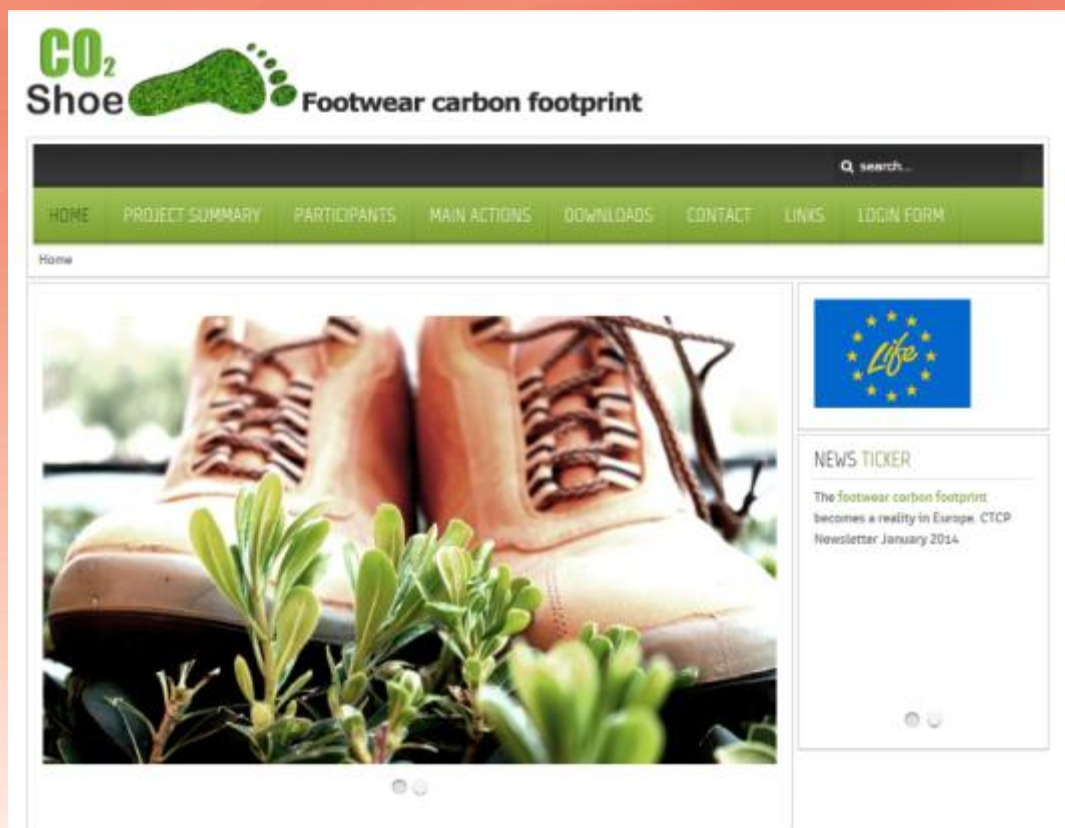 CO2
Shoe
Footwear carbon footprint
search...
HOME PROJECT SUMMARY PARTICIPANTS MAIN ACTIONS DOWNLOADS CONTACT LINKS LOGIN FORM
Home
Life
NEWS TICKER
The footwear carbon footprint
becomes a reality in Europe. CTCP
Newsletter January 2014